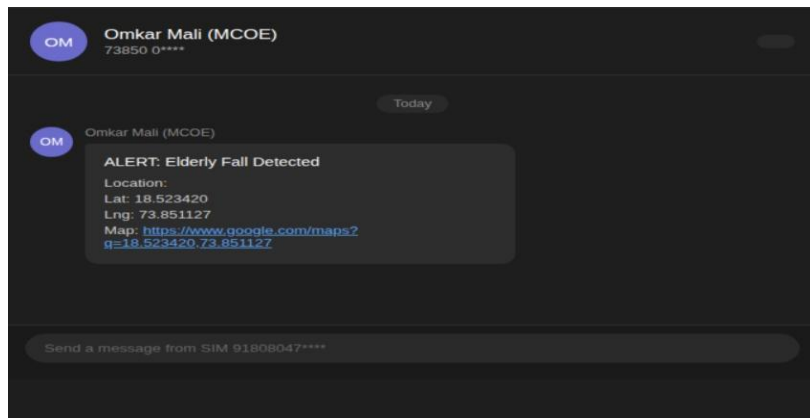 OM
Omkar Mali (MCOE)
73850 0****
Today
Omkar Mali (MCOE)
OM
ALERT: Elderly Fall Detected
Location:
Lat: 18.523420
Lng: 73.851127
Map: https://www.google.com/maps?
q=18.523420,73.851127
Send a message from SIM 91808047****